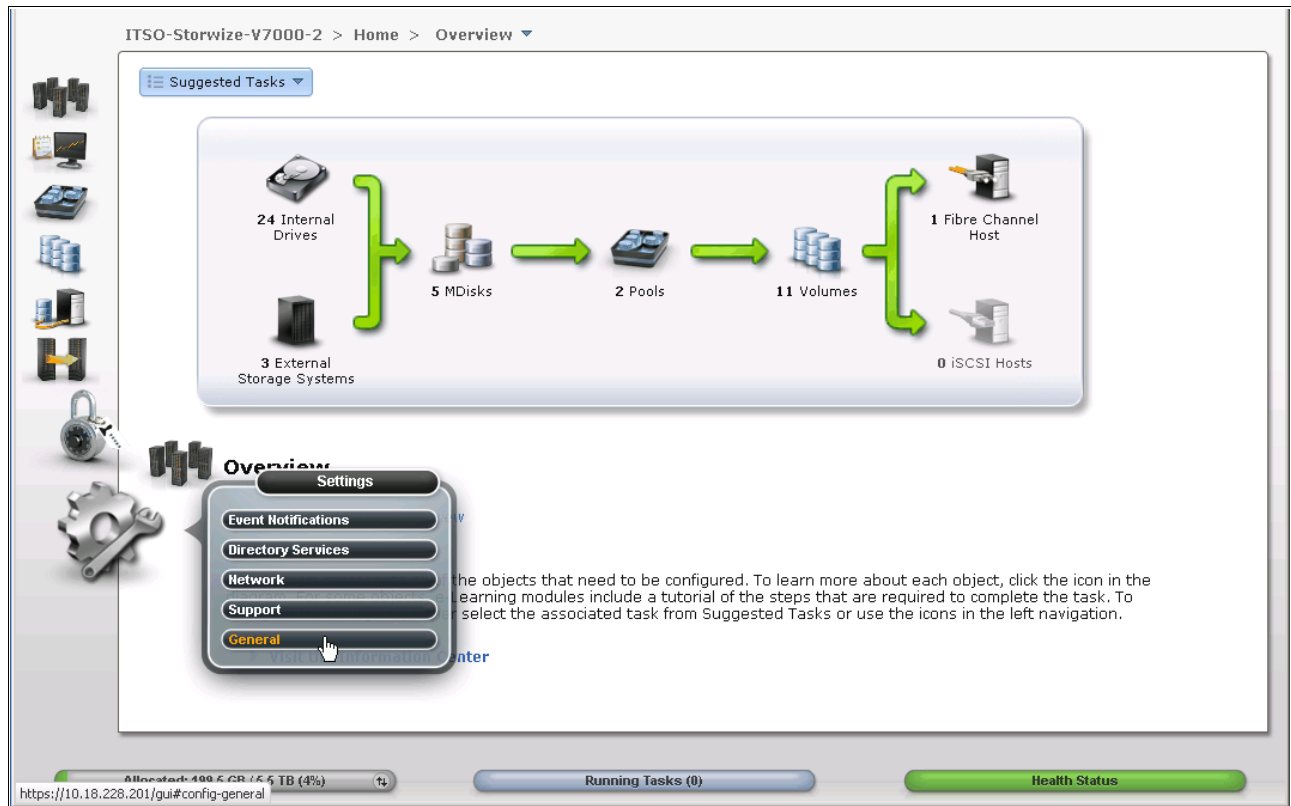 ITSO-Storwize-V7000-2 > Home > Overview
Suggested Tasks
24 Internal
Drives
3 External
Storage Systems
5 MDisks
2 Pools
11 Volumes
1 Fibre Channel
Host
0 iSCSI Hosts
Overview
Settings
Event Notifications
Directory Services
Network
Support
General
the objects that need to be configured. To learn more about each object, click the icon in the
Learning modules include a tutorial of the steps that are required to complete the task. To
select the associated task from Suggested Tasks or use the icons in the left navigation.
Visit the Information Center
Allocated: 199.5 GB / 5.5 TB (4%)
Running Tasks (0)
Health Status
https://10.18.228.201/gui#config-general